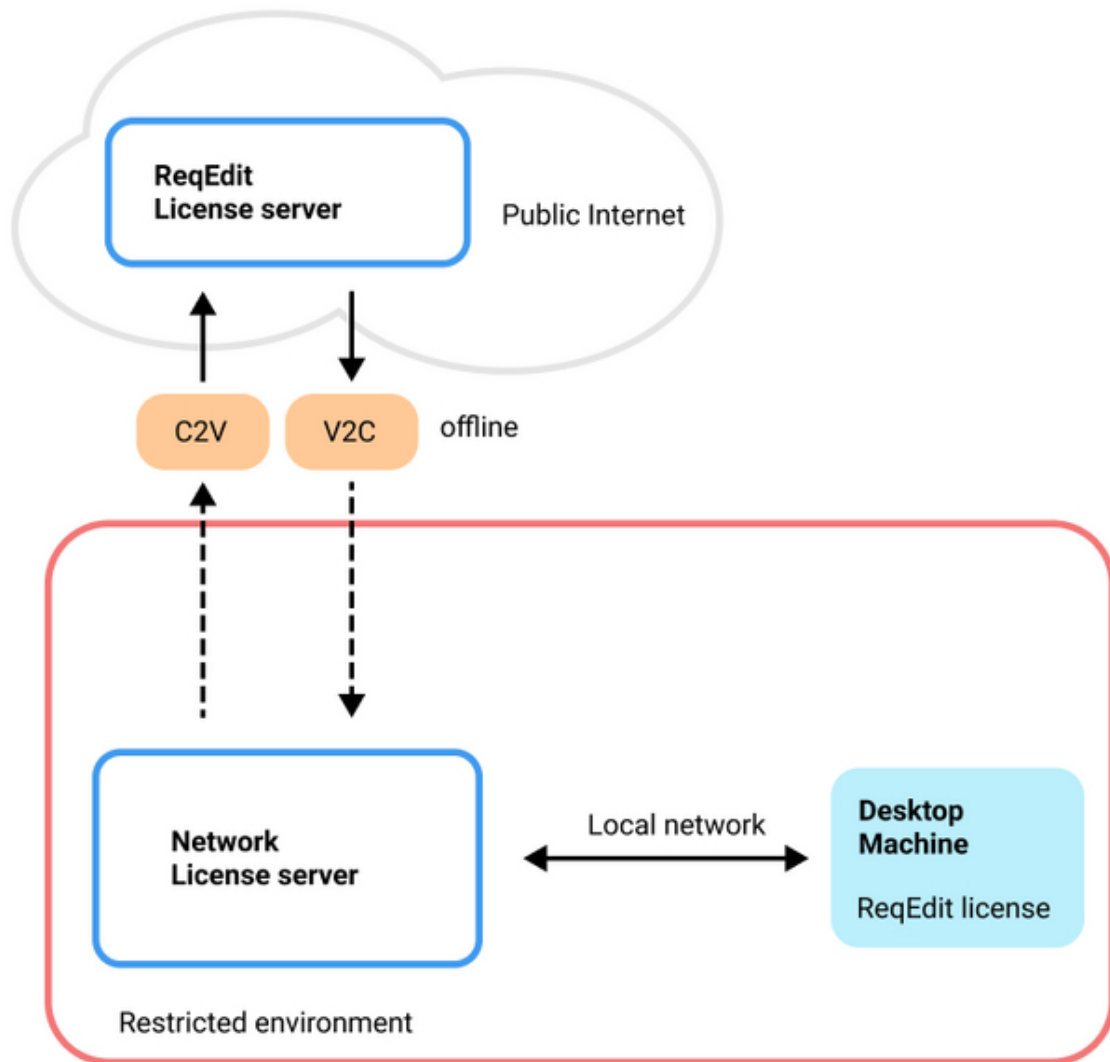 ReqEdit
License server
Public Internet
C2V
V2C
offline
Local network
Desktop
Machine
ReqEdit license
Network
License server
Restricted environment